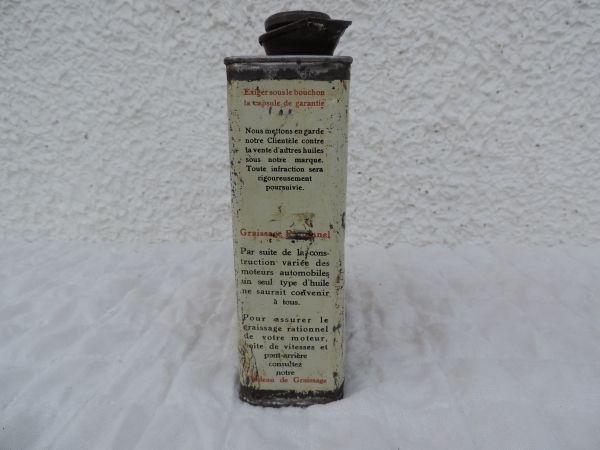 Exiger sous le bouchon
la capsule de garantie
Nous mettons en garde
notre Clientèle contre
la vente d'autres huiles
sous notre marque.
Toute infraction sera
rigoureusement
poursuivie.
Graissage
Par suite de la cons-
truction variée des
moteurs automobiles
un seul type d'huile
ne saurait convenir
à tous.
Pour assurer le
graissage rationnel
de votre moteur,
boîte de vitesses et
pont-arrière
consultez
notre
Tableau de Graissage